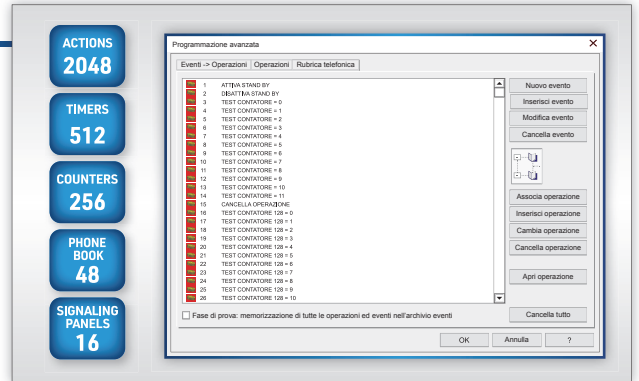 ACTIONS
2048
TIMERS
512
COUNTERS
256
PHONE
BOOK
48
SIGNALING
PANELS
16
Programmazione avanzata
Eventi -> Operazioni Operazioni Rubrica telefonica
1 ATTIVA STAND BY
2 DISATTIVA STAND BY
3 TEST CONTATORE = 0
4 TEST CONTATORE = 1
5 TEST CONTATORE = 2
6 TEST CONTATORE = 3
7 TEST CONTATORE = 4
8 TEST CONTATORE = 5
9 TEST CONTATORE = 6
10 TEST CONTATORE = 7
11 TEST CONTATORE = 8
12 TEST CONTATORE = 9
13 TEST CONTATORE = 10
14 TEST CONTATORE = 11
15 CANCELLA OPERAZIONE
16 TEST CONTATORE 128 = 0
17 TEST CONTATORE 128 = 1
18 TEST CONTATORE 128 = 2
19 TEST CONTATORE 128 = 3
20 TEST CONTATORE 128 = 4
21 TEST CONTATORE 128 = 5
22 TEST CONTATORE 128 = 6
23 TEST CONTATORE 128 = 7
24 TEST CONTATORE 128 = 8
25 TEST CONTATORE 128 = 9
26 TEST CONTATORE 128 = 10
Nuovo evento
Inserisci evento
Modifica evento
Cancella evento
Associa operazione
Inserisci operazione
Cambia operazione
Cancella operazione
Apri operazione
Fase di prova: memorizzazione di tutte le operazioni ed eventi nell'archivio eventi
Cancella tutto
OK Annulla ?